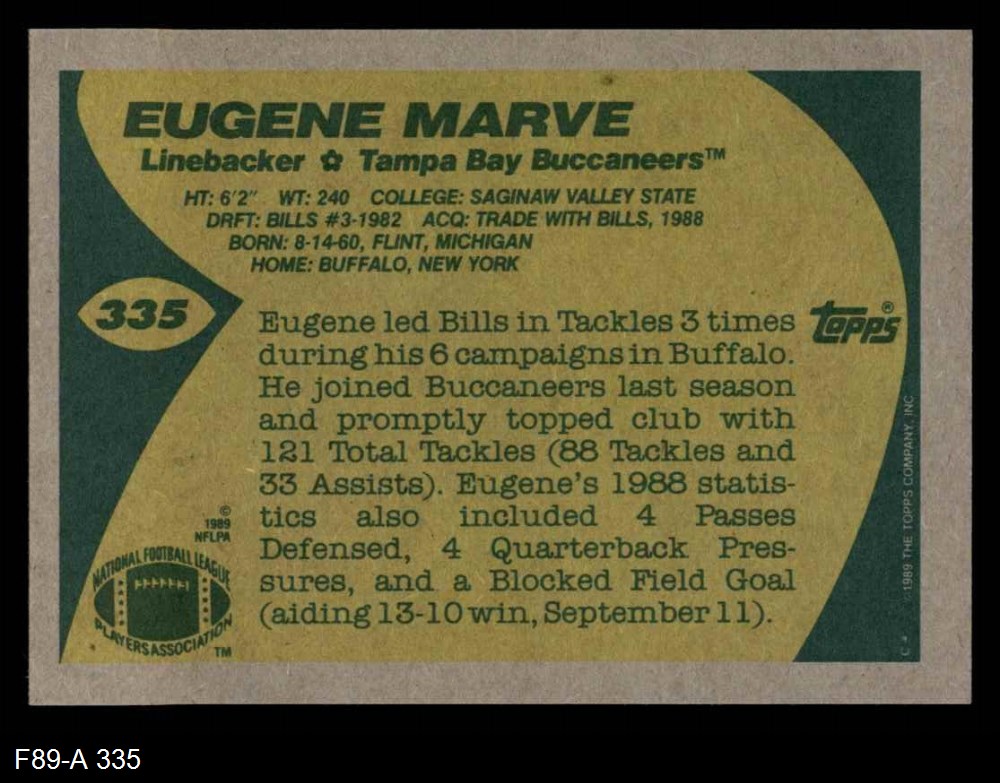 EUGENE MARVE
Linebacker ✿ Tampa Bay Buccaneers™
HT: 6'2" WT: 240 COLLEGE: SAGINAW VALLEY STATE
DRFT: BILLS #3-1982 ACQ: TRADE WITH BILLS, 1988
BORN: 8-14-60, FLINT, MICHIGAN
HOME: BUFFALO, NEW YORK
335
Eugene led Bills in Tackles 3 times
during his 6 campaigns in Buffalo.
He joined Buccaneers last season
and promptly topped club with
121 Total Tackles (88 Tackles and
33 Assists). Eugene's 1988 statis-
tics also included 4 Passes
Defensed, 4 Quarterback Pres-
sures, and a Blocked Field Goal
(aiding 13-10 win, September 11).
topps®
© 
1989
NFLPA
NATIONAL FOOTBALL LEAGUE
PLAYERS ASSOCIATION
TM
C * 1989 THE TOPPS COMPANY, INC
F89-A 335